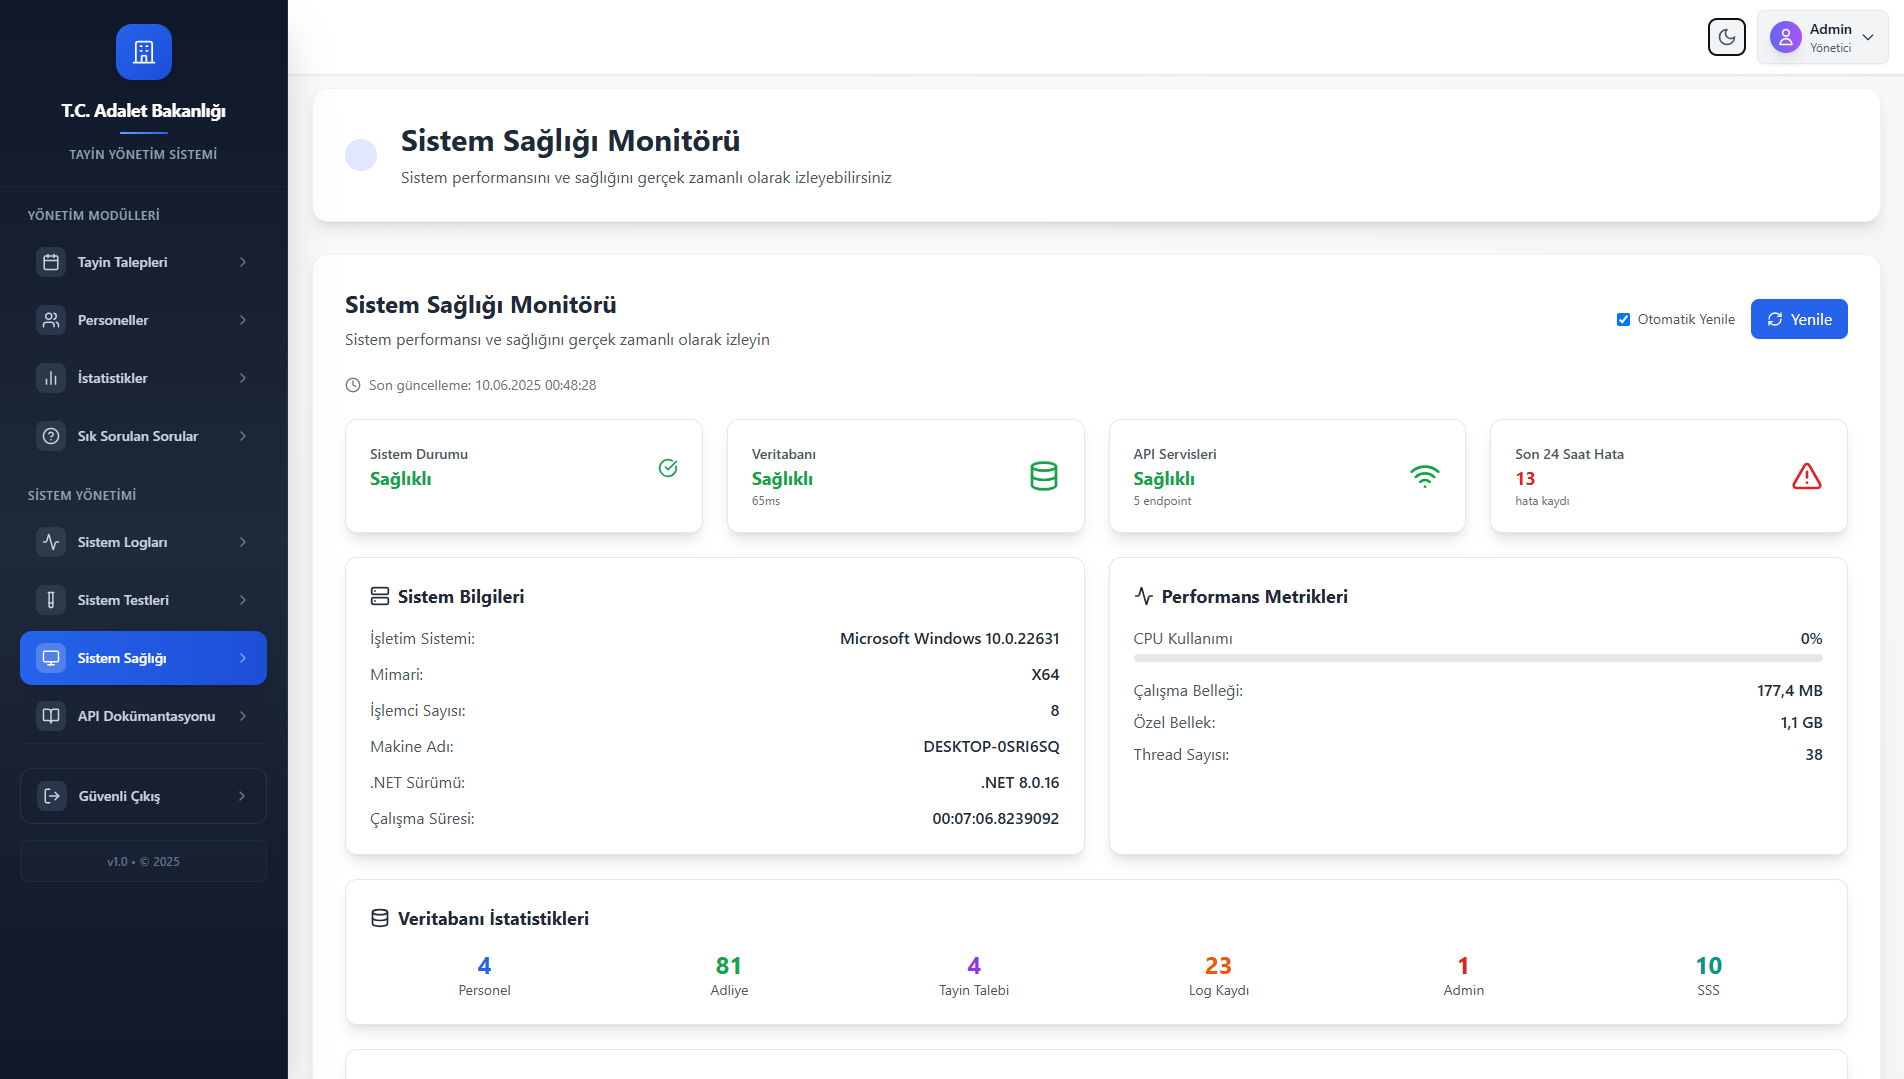 T.C. Adalet Bakanlığı
TAYİN YÖNETİM SİSTEMİ
YÖNETİM MODÜLLERİ
Tayin Talepleri
Personeller
İstatistikler
Sık Sorulan Sorular
SİSTEM YÖNETİMİ
Sistem Logları
Sistem Testleri
Sistem Sağlığı
API Dokümantasyonu
Güvenli Çıkış
v1.0 • © 2025
Admin
Yönetici
Sistem Sağlığı Monitörü
Sistem performansını ve sağlığını gerçek zamanlı olarak izleyebilirsiniz
Sistem Sağlığı Monitörü
Sistem performansı ve sağlığını gerçek zamanlı olarak izleyin
Otomatik Yenile
Yenile
Son güncelleme: 10.06.2025 00:48:28
Sistem Durumu
Sağlıklı
Veritabanı
Sağlıklı
65ms
API Servisleri
Sağlıklı
5 endpoint
Son 24 Saat Hata
13
hata kaydı
Sistem Bilgileri
İşletim Sistemi: Microsoft Windows 10.0.22631
Mimari: X64
İşlemci Sayısı: 8
Makine Adı: DESKTOP-0SRI6SQ
.NET Sürümü: .NET 8.0.16
Çalışma Süresi: 00:07:06.8239092
Performans Metrikleri
CPU Kullanımı 0%
Çalışma Belleği: 177,4 MB
Özel Bellek: 1,1 GB
Thread Sayısı: 38
Veritabanı İstatistikleri
4
Personel
81
Adliye
4
Tayin Talebi
23
Log Kaydı
1
Admin
10
SSS